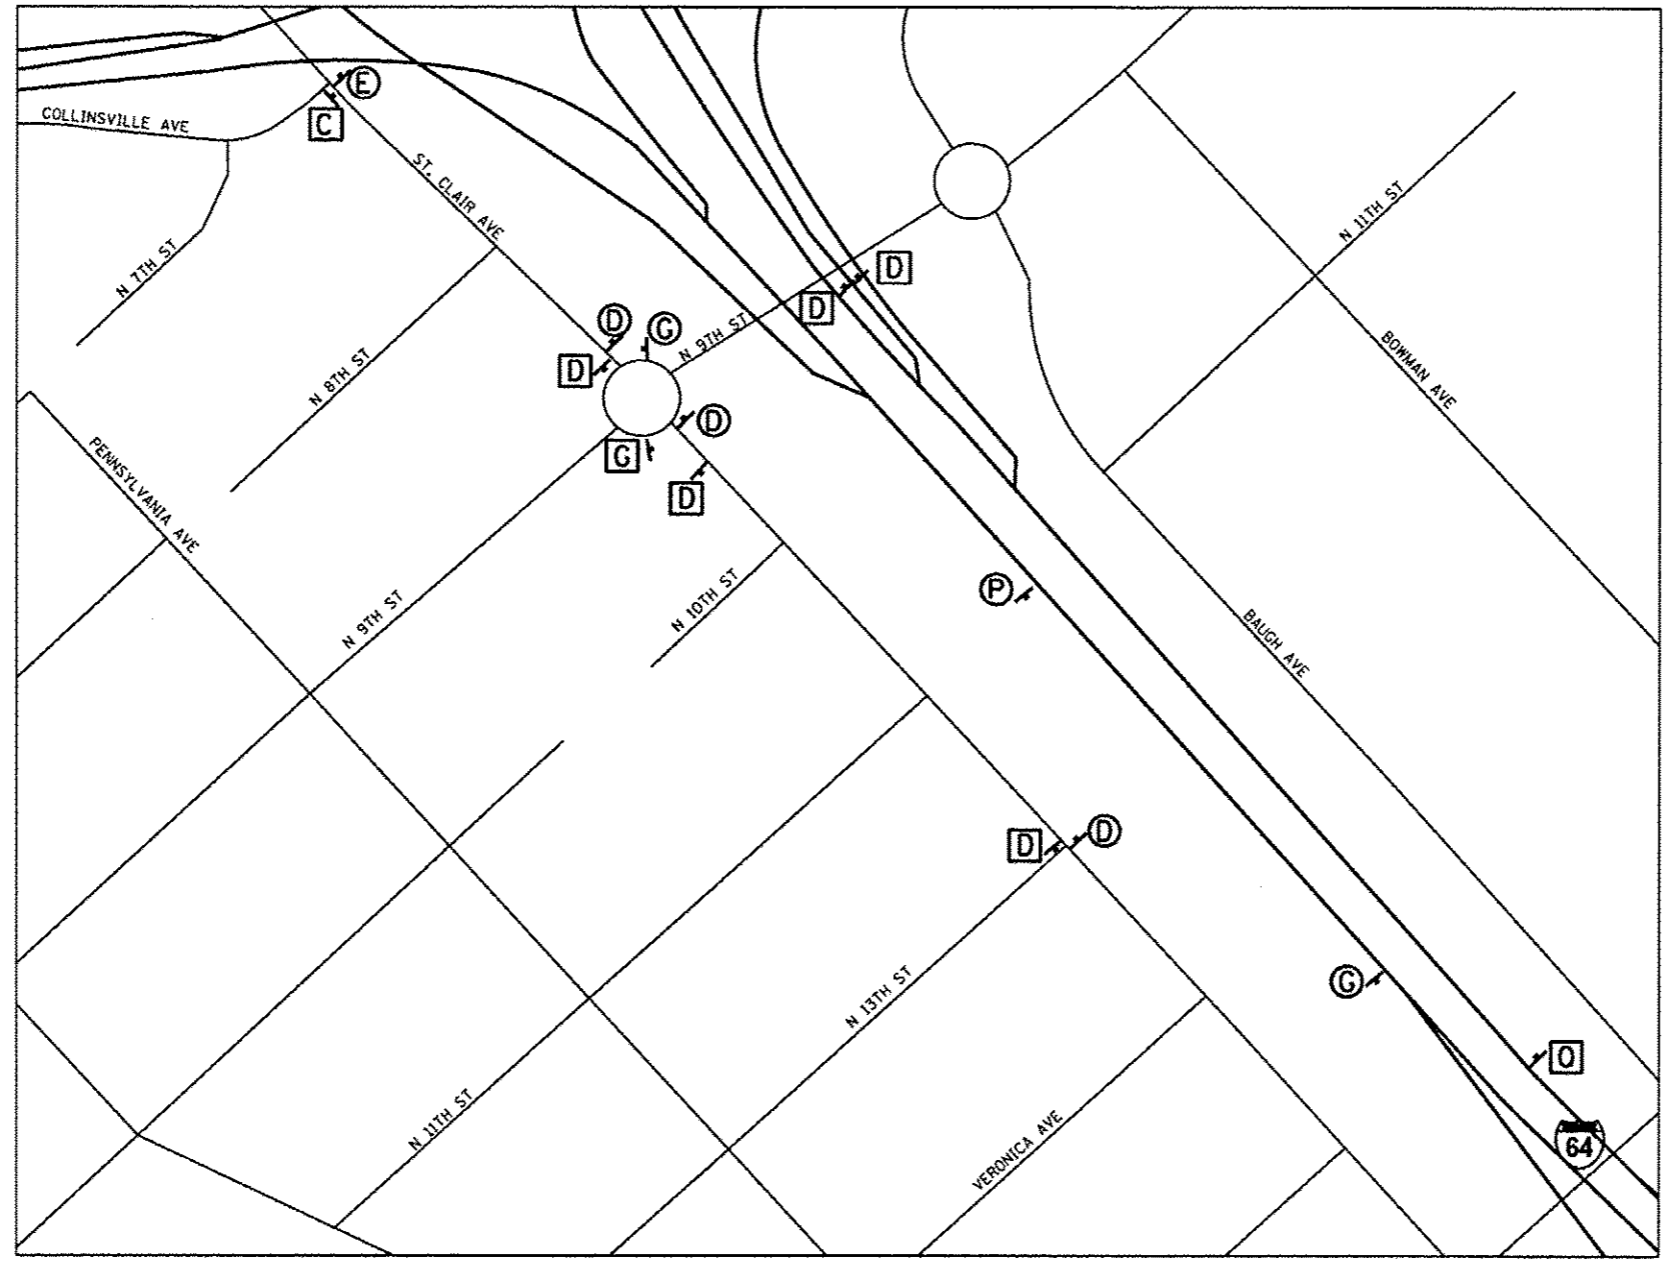 E
C
COLLINSVILLE AVE
ST. CLAIR AVE
N 7TH ST
N 11TH ST
D
D
D
G
N 9TH ST
D
N 8TH ST
BOWMAN AVE
D
G
D
PENNSYLVANIA AVE
P
N 10TH ST
N 9TH ST
BAUGH AVE
D
D
G
N 13TH ST
O
N 11TH ST
VERONICA AVE
64